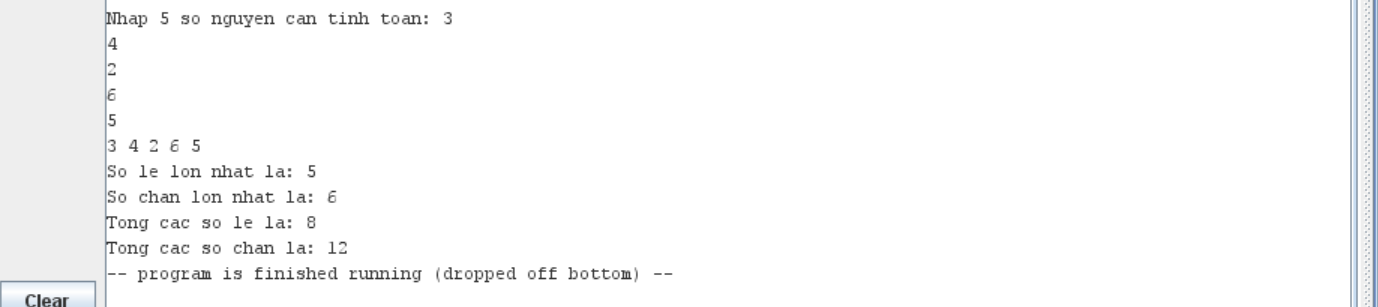 Nhap 5 so nguyen can tinh toan: 3
4
2
6
5
3 4 2 6 5
So le lon nhat la: 5
So chan lon nhat la: 6
Tong cac so le la: 8
Tong cac so chan la: 12
-- program is finished running (dropped off bottom) --
Clear